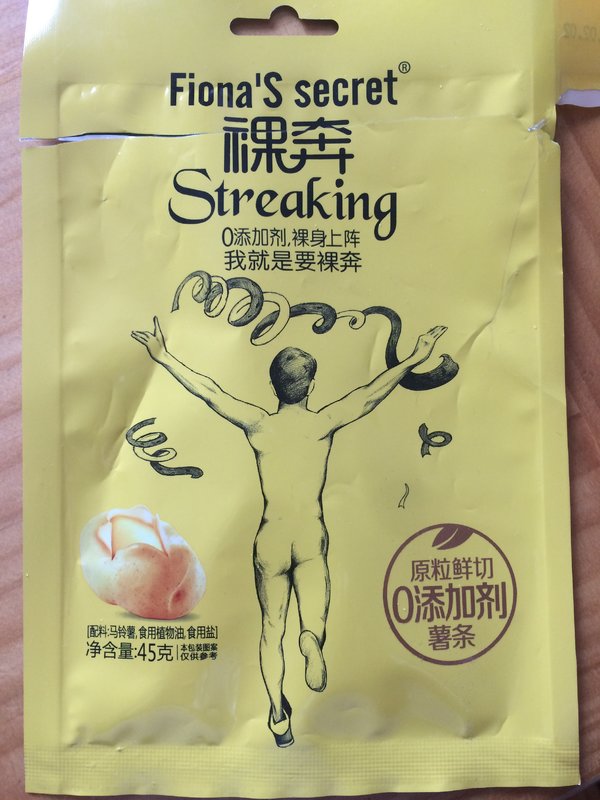 Fiona'S secret®
裸奔
Streaking
0添加剂,裸身上阵
我就是要裸奔
原粒鲜切
0添加剂
薯条
[配料:马铃薯,食用植物油,食用盐]
净含量:45克
本包装图案
仅供参考